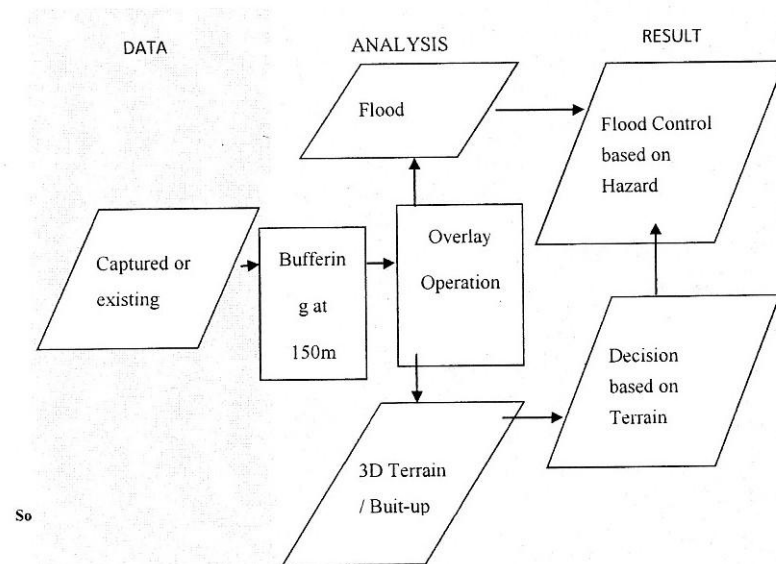 DATA
ANALYSIS
RESULT
Flood
Flood Control
based on
Hazard
Captured or
existing
Bufferin
g at
150m
Overlay
Operation
Decision
based on
Terrain
3D Terrain
/ Buit-up
So